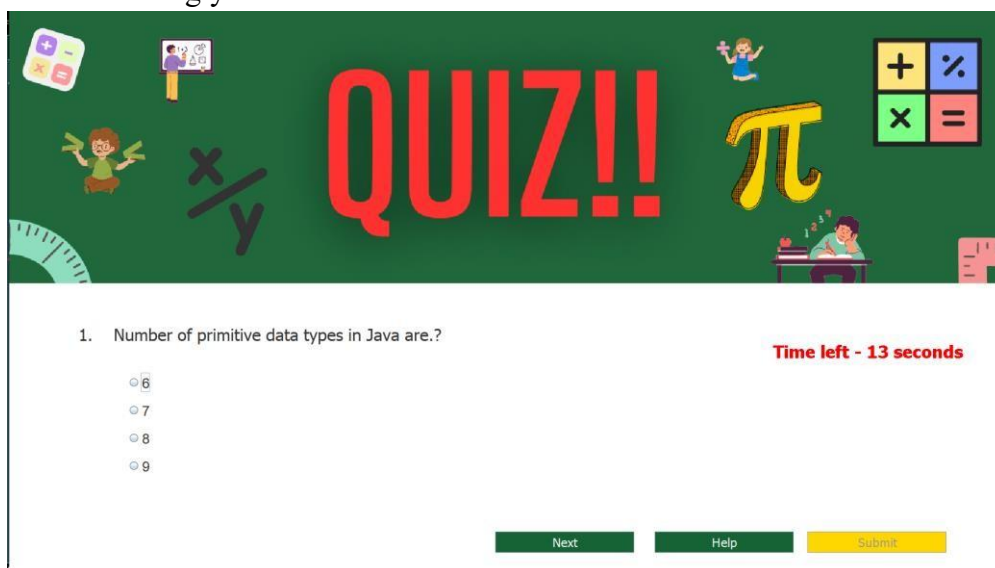 QUIZ!!
x/y
π
+ %
× =
1. Number of primitive data types in Java are.?
Time left - 13 seconds
6
7
8
9
Next Help Submit